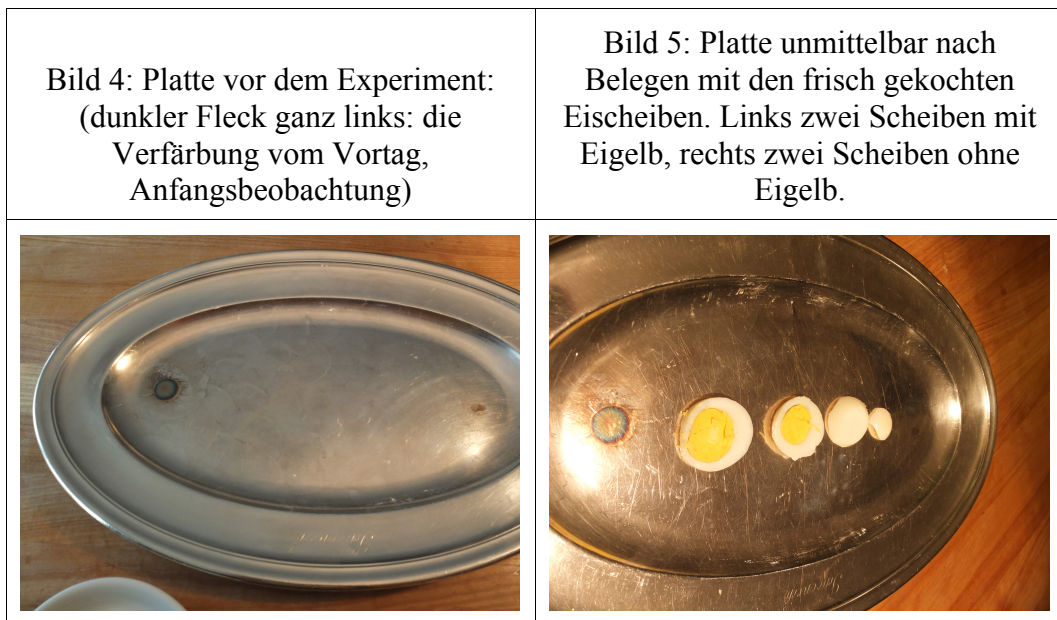 Bild 4: Platte vor dem Experiment:
(dunkler Fleck ganz links: die
Verfärbung vom Vortag,
Anfangsbeobachtung)
Bild 5: Platte unmittelbar nach
Belegen mit den frisch gekochten
Eischeiben. Links zwei Scheiben mit
Eigelb, rechts zwei Scheiben ohne
Eigelb.